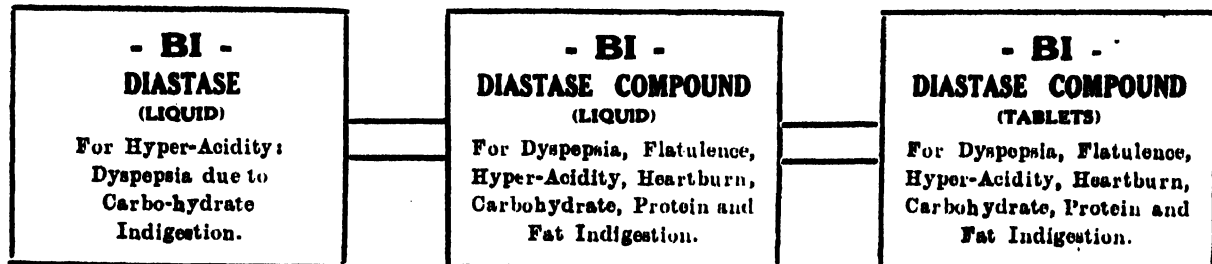 - BI -
DIASTASE
(LIQUID)
For Hyper-Acidity:
Dyspepsia due to
Carbo-hydrate
Indigestion.
- BI -
DIASTASE COMPOUND
(LIQUID)
For Dyspepsia, Flatulence,
Hyper-Acidity, Heartburn,
Carbohydrate, Protein and
Fat Indigestion.
- BI -
DIASTASE COMPOUND
(TABLETS)
For Dyspepsia, Flatulence,
Hyper-Acidity, Heartburn,
Carbohydrate, Protein and
Fat Indigestion.